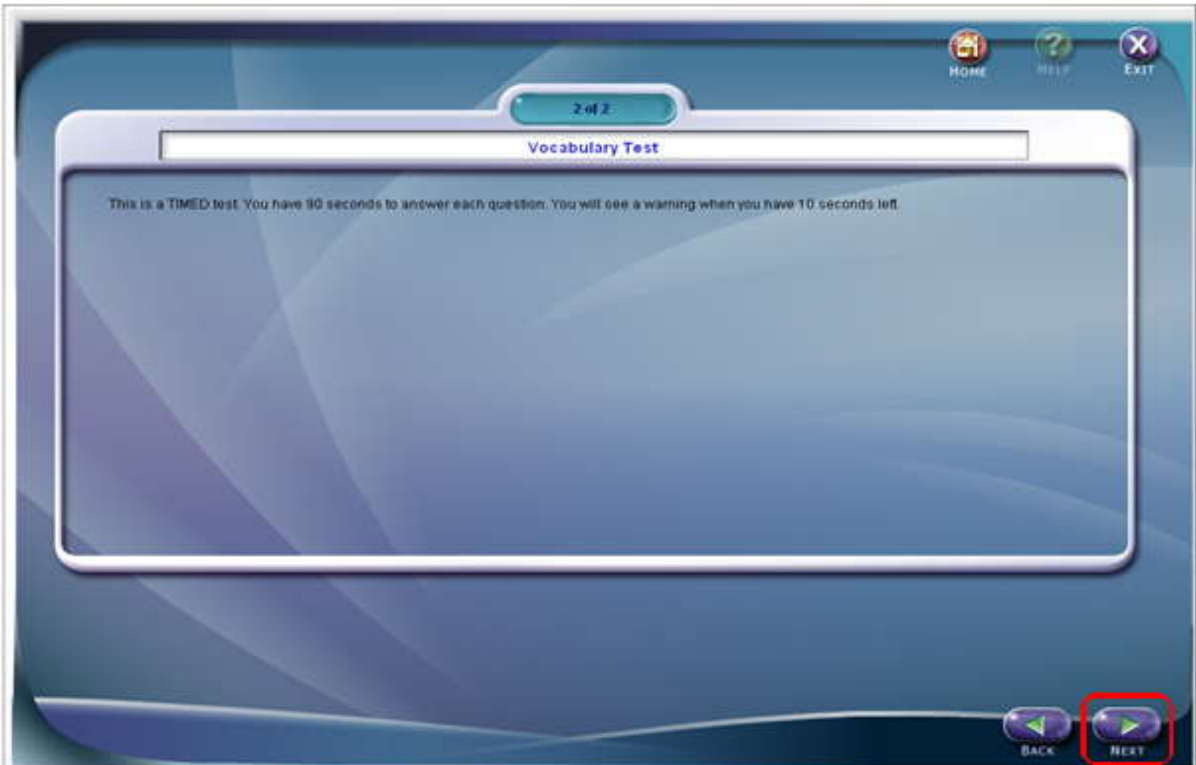 HOME
HELP
EXIT
2 of 2
Vocabulary Test
This is a TIMED test. You have 90 seconds to answer each question. You will see a warning when you have 10 seconds left.
BACK
NEXT